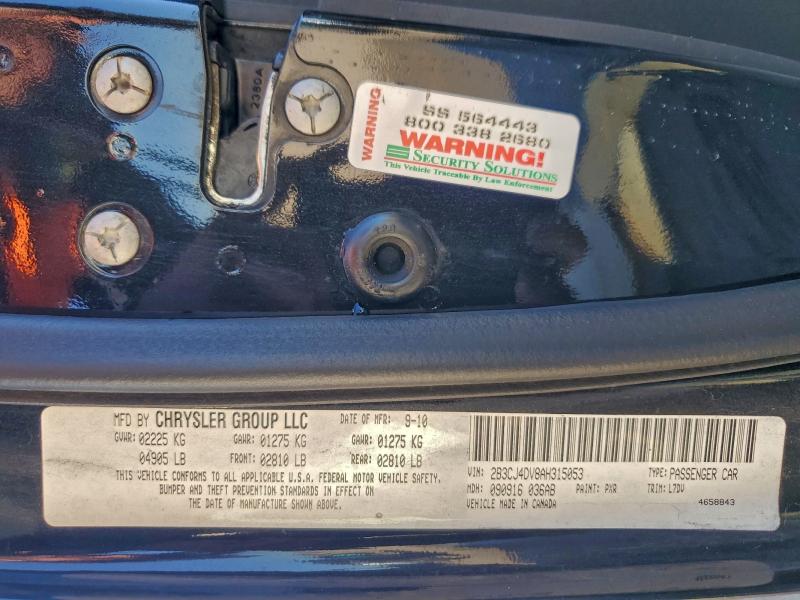 2380A
WARNING
SS 564443
800 338 2680
WARNING!
SECURITY SOLUTIONS
This Vehicle Traceable By Law Enforcement
MFD BY CHRYSLER GROUP LLC DATE OF MFR: 9-10
GVWR: 02225 KG GAWR: 01275 KG GAWR: 01275 KG
04905 LB FRONT: 02810 LB REAR: 02810 LB
THIS VEHICLE CONFORMS TO ALL APPLICABLE U.S.A. FEDERAL MOTOR VEHICLE SAFETY,
BUMPER AND THEFT PREVENTION STANDARDS IN EFFECT ON
THE DATE OF MANUFACTURE SHOWN ABOVE.
VIN: 2B3CJ4DV8AH315053 TYPE: PASSENGER CAR
MDH: 090916 036AB PAINT: PXR TRIM: L7DV
VEHICLE MADE IN CANADA 4658843